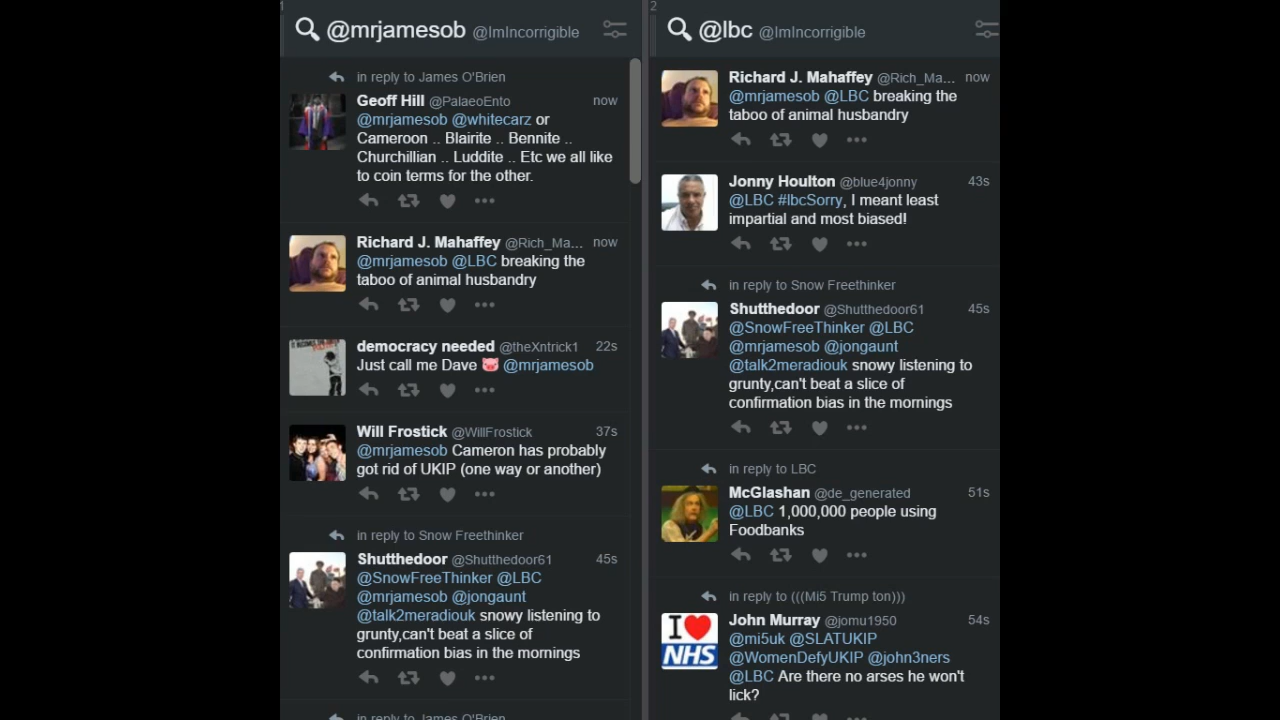 1
@mrjamesob @ImIncorrigible
in reply to James O'Brien
Geoff Hill @PalaeoEnto now
@mrjamesob @whitecarz or
Cameroon .. Blairite .. Bennite ..
Churchillian .. Luddite .. Etc we all like
to coin terms for the other.
Richard J. Mahaffey @Rich_Ma... now
@mrjamesob @LBC breaking the
taboo of animal husbandry
democracy needed @theXntrick1 22s
Just call me Dave 🐷 @mrjamesob
Will Frostick @WillFrostick 37s
@mrjamesob Cameron has probably
got rid of UKIP (one way or another)
in reply to Snow Freethinker
Shutthedoor @Shutthedoor61 45s
@SnowFreeThinker @LBC
@mrjamesob @jongaunt
@talk2meradiouk snowy listening to
grunty,can't beat a slice of
confirmation bias in the mornings
in reply to James O'Brien
2
@lbc @ImIncorrigible
Richard J. Mahaffey @Rich_Ma... now
@mrjamesob @LBC breaking the
taboo of animal husbandry
Jonny Houlton @blue4jonny 43s
@LBC #lbcSorry, I meant least
impartial and most biased!
in reply to Snow Freethinker
Shutthedoor @Shutthedoor61 45s
@SnowFreeThinker @LBC
@mrjamesob @jongaunt
@talk2meradiouk snowy listening to
grunty,can't beat a slice of
confirmation bias in the mornings
in reply to LBC
McGlashan @de_generated 51s
@LBC 1,000,000 people using
Foodbanks
in reply to (((Mi5 Trump ton)))
John Murray @jomu1950 54s
I ❤ NHS
@mi5uk @SLATUKIP
@WomenDefyUKIP @john3ners
@LBC Are there no arses he won't
lick?